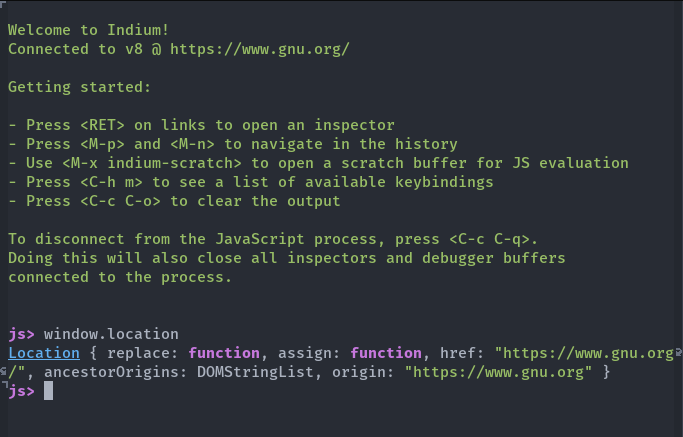 Welcome to Indium!
Connected to v8 @ https://www.gnu.org/
Getting started:
- Press <RET> on links to open an inspector
- Press <M-p> and <M-n> to navigate in the history
- Use <M-x indium-scratch> to open a scratch buffer for JS evaluation
- Press <C-h m> to see a list of available keybindings
- Press <C-c C-o> to clear the output
To disconnect from the JavaScript process, press <C-c C-q>.
Doing this will also close all inspectors and debugger buffers
connected to the process.
js> window.location
Location { replace: function, assign: function, href: "https://www.gnu.org
/", ancestorOrigins: DOMStringList, origin: "https://www.gnu.org" }
js>